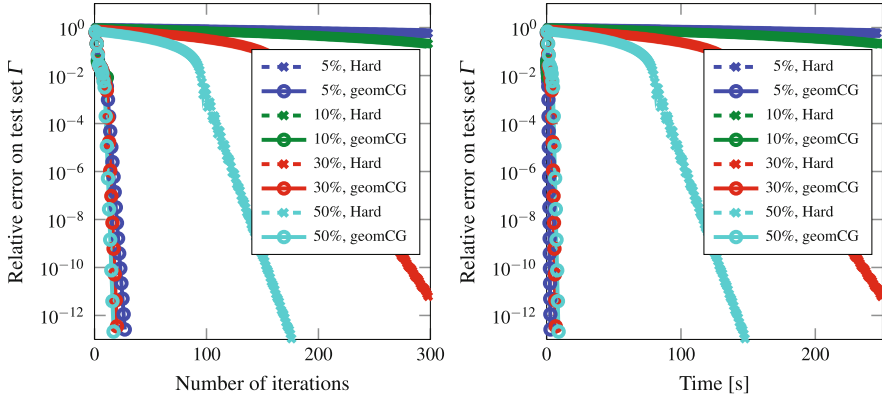 Relative error on test set Γ
10^0
10^−2
10^−4
10^−6
10^−8
10^−10
10^−12
0 100 200 300
Number of iterations
5%, Hard
5%, geomCG
10%, Hard
10%, geomCG
30%, Hard
30%, geomCG
50%, Hard
50%, geomCG
Relative error on test set Γ
10^0
10^−2
10^−4
10^−6
10^−8
10^−10
10^−12
0 100 200
Time [s]
5%, Hard
5%, geomCG
10%, Hard
10%, geomCG
30%, Hard
30%, geomCG
50%, Hard
50%, geomCG